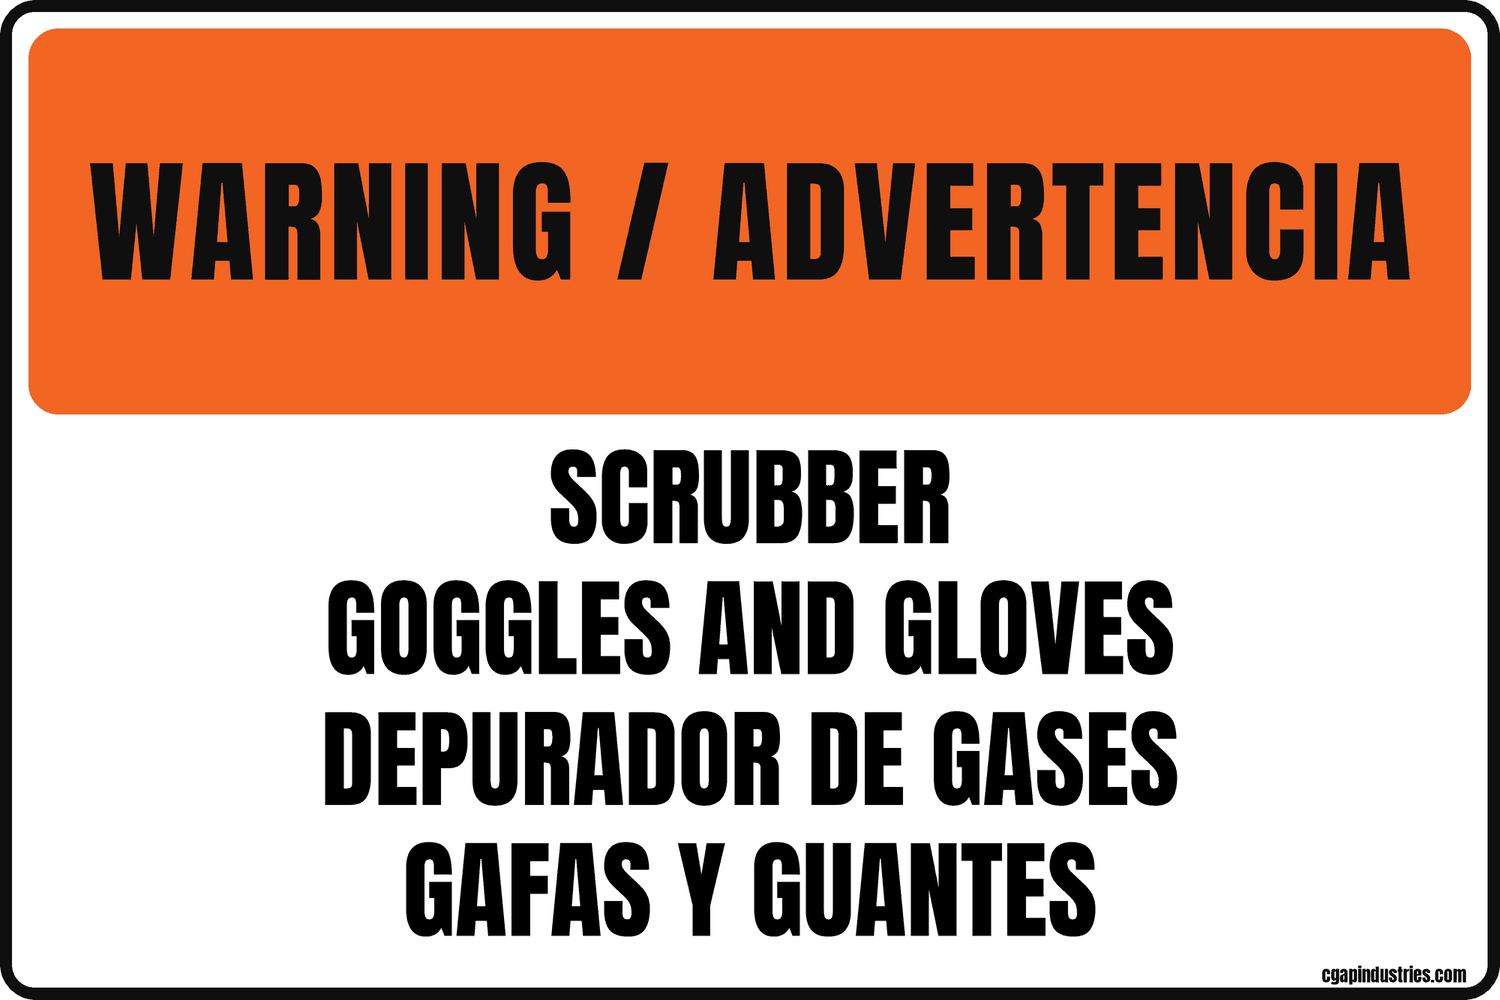 WARNING / ADVERTENCIA
SCRUBBER
GOGGLES AND GLOVES
DEPURADOR DE GASES
GAFAS Y GUANTES
cgapindustries.com